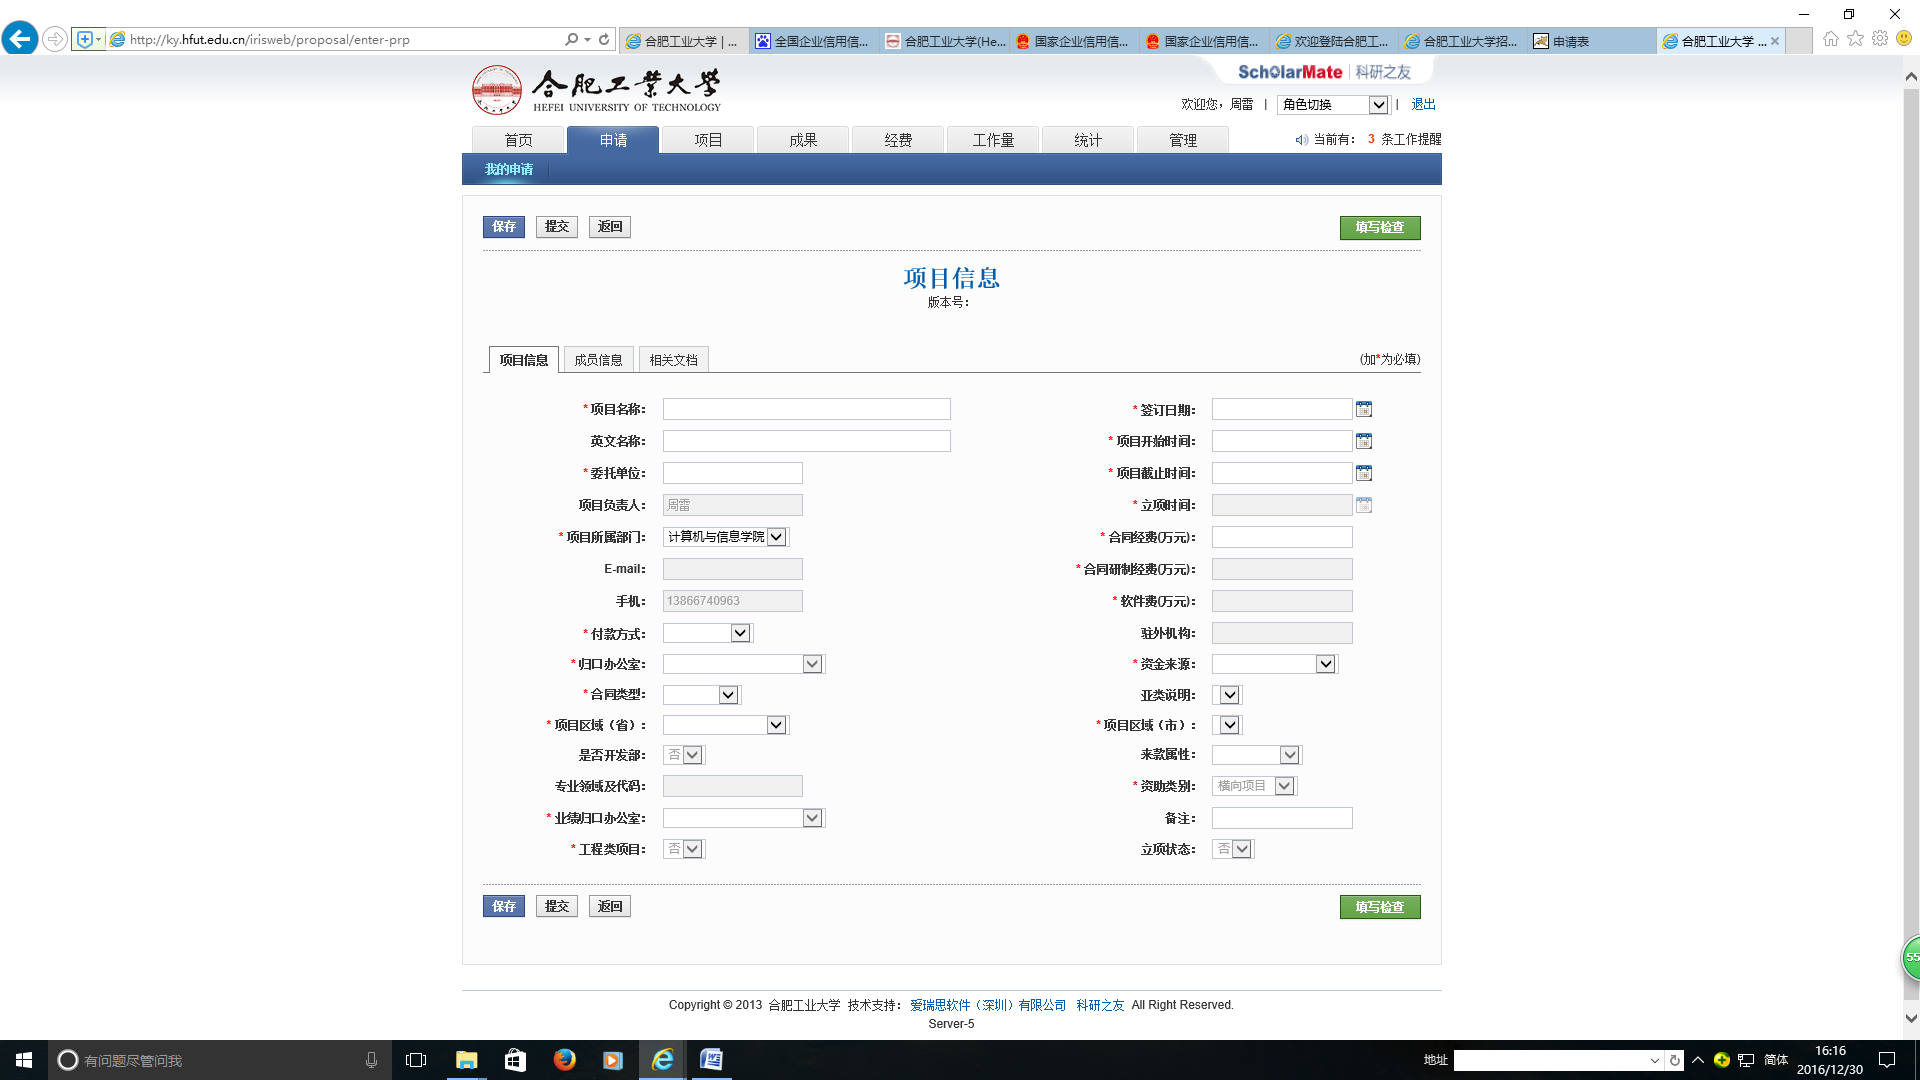 http://ky.hfut.edu.cn/irisweb/proposal/enter-prp
合肥工业大学 | ...
全国企业信用信...
合肥工业大学(He...
国家企业信用信...
国家企业信用信...
欢迎登陆合肥工...
合肥工业大学招...
申请表
合肥工业大学 ...
合肥工業大学
HEFEI UNIVERSITY OF TECHNOLOGY
ScholarMate | 科研之友
欢迎您，周雷 | 角色切换 | 退出
首页 申请 项目 成果 经费 工作量 统计 管理
当前有： 3 条工作提醒
我的申请
保存 提交 返回 填写检查
项目信息
版本号：
项目信息 成员信息 相关文档 (加*为必填)
*项目名称： *签订日期：
英文名称： *项目开始时间：
*委托单位： *项目截止时间：
项目负责人： 周雷 *立项时间：
*项目所属部门： 计算机与信息学院 *合同经费(万元)：
E-mail： *合同研制经费(万元)：
手机： 13866740963 *软件费(万元)：
*付款方式： 驻外机构：
*归口办公室： *资金来源：
*合同类型： 亚类说明：
*项目区域（省）： *项目区域（市）：
是否开发部： 否 来款属性：
专业领域及代码： *资助类别： 横向项目
*业绩归口办公室： 备注：
*工程类项目： 否 立项状态： 否
保存 提交 返回 填写检查
Copyright © 2013 合肥工业大学 技术支持： 爱瑞思软件（深圳）有限公司 科研之友 All Right Reserved.
Server-5
55
有问题尽管问我
地址
简体
16:16
2016/12/30